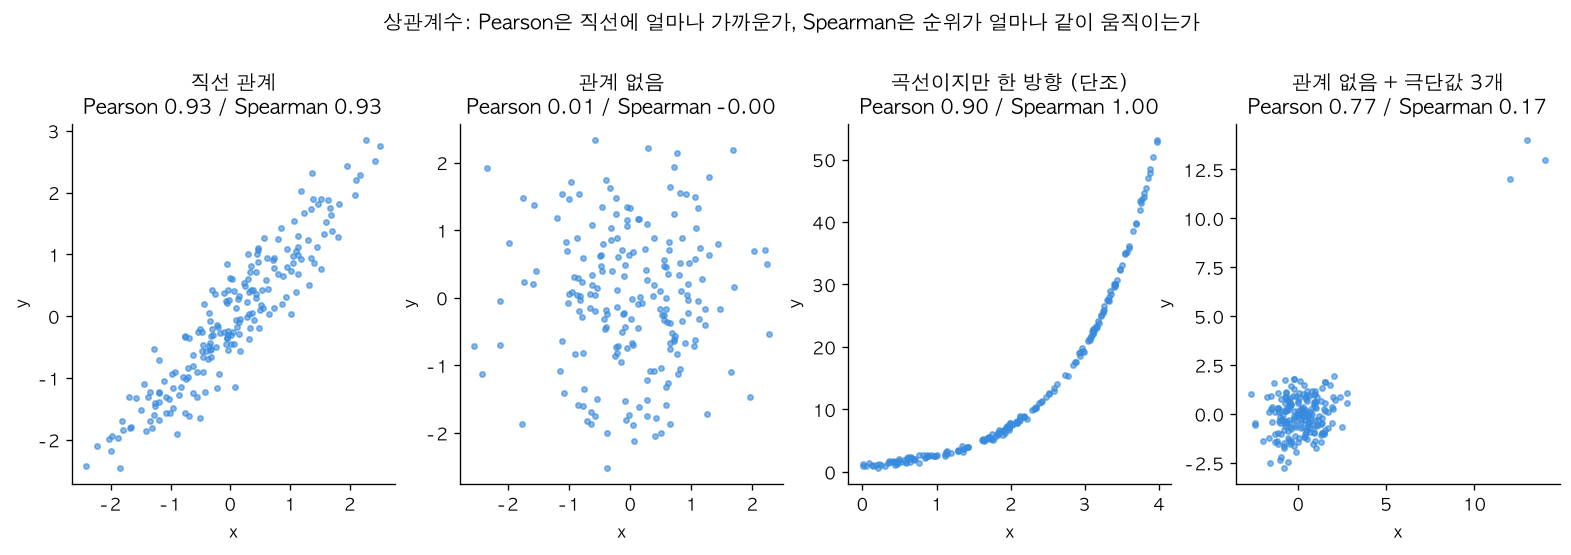 상관계수: Pearson은 직선에 얼마나 가까운가, Spearman은 순위가 얼마나 같이 움직이는가
직선 관계
Pearson 0.93 / Spearman 0.93
3
2
1
0
-1
-2
y
-2 -1 0 1 2
x
관계 없음
Pearson 0.01 / Spearman -0.00
2
1
0
-1
-2
y
-2 -1 0 1 2
x
곡선이지만 한 방향 (단조)
Pearson 0.90 / Spearman 1.00
50
40
30
20
10
0
y
0 1 2 3 4
x
관계 없음 + 극단값 3개
Pearson 0.77 / Spearman 0.17
12.5
10.0
7.5
5.0
2.5
0.0
-2.5
y
0 5 10
x